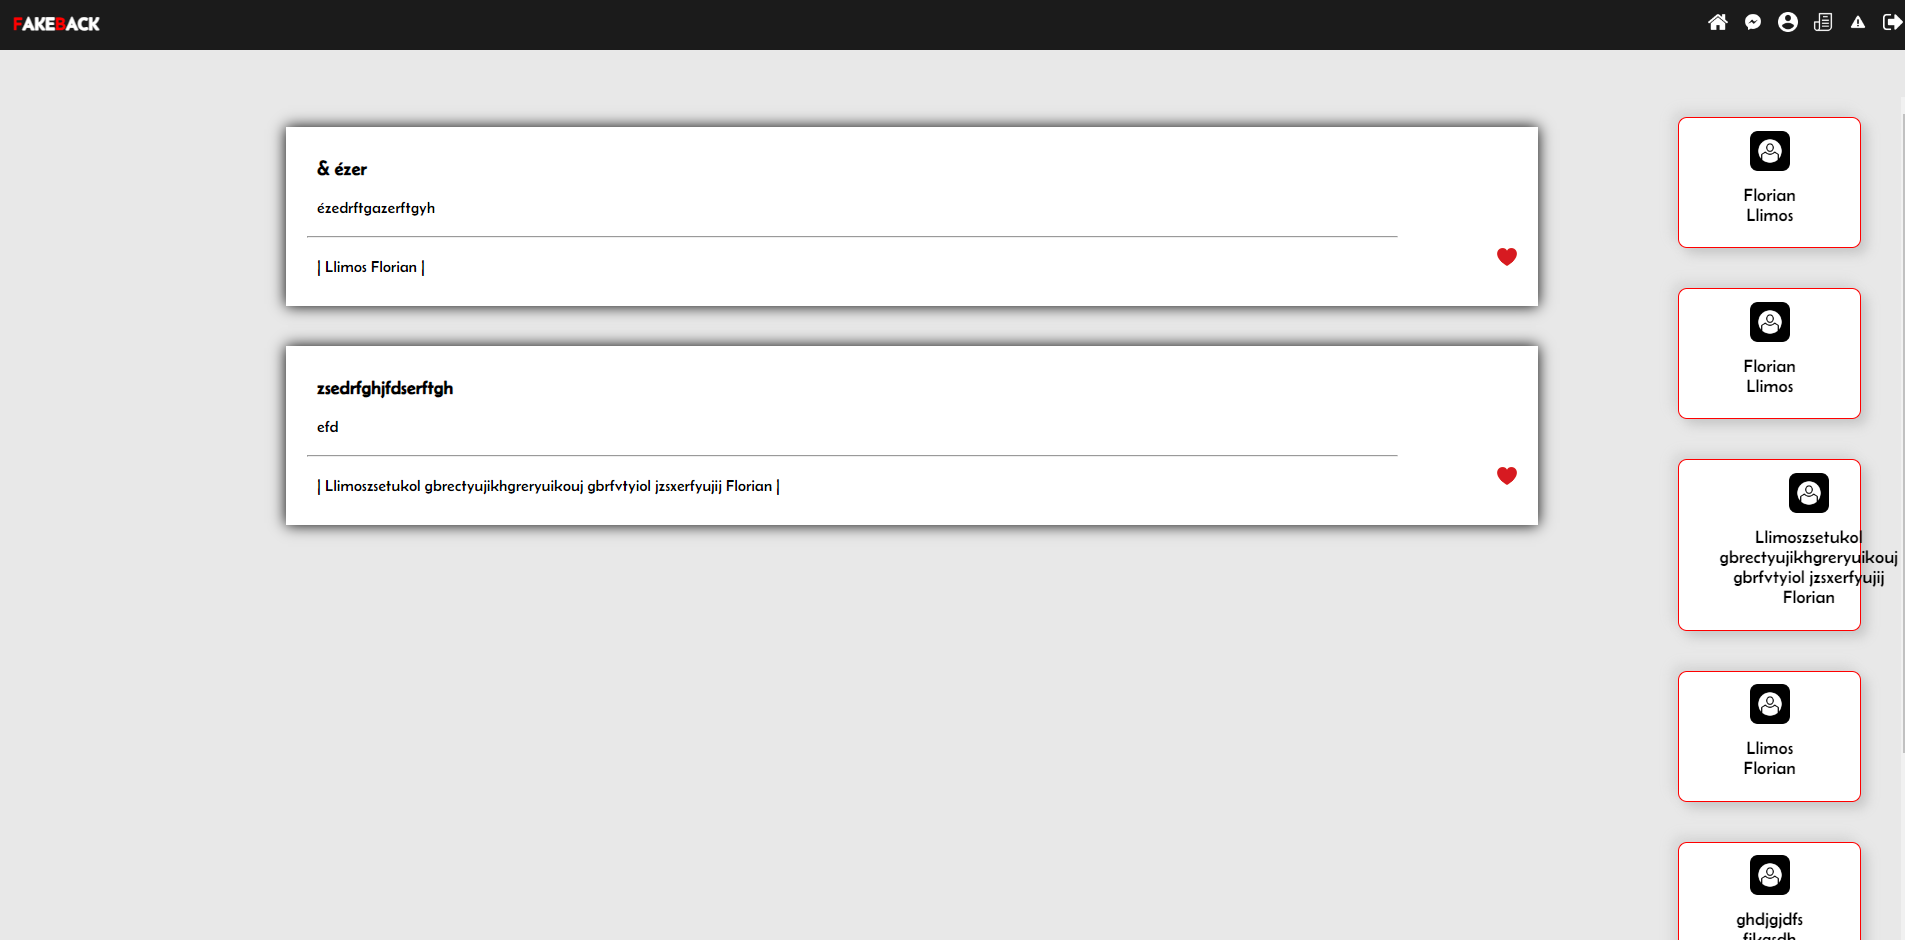 FAKEBACK
& ézer
ézedrftgazerftgyh
| Llimos Florian |
zsedrfghjfdserftgh
efd
| Llimoszsetukol gbrectyujikhgreryuikouj gbrfvtyiol jzsxerfyujij Florian |
Florian
Llimos
Florian
Llimos
Llimoszsetukol
gbrectyujikhgreryuikouj
gbrfvtyiol jzsxerfyujij
Florian
Llimos
Florian
ghdjgjdfs